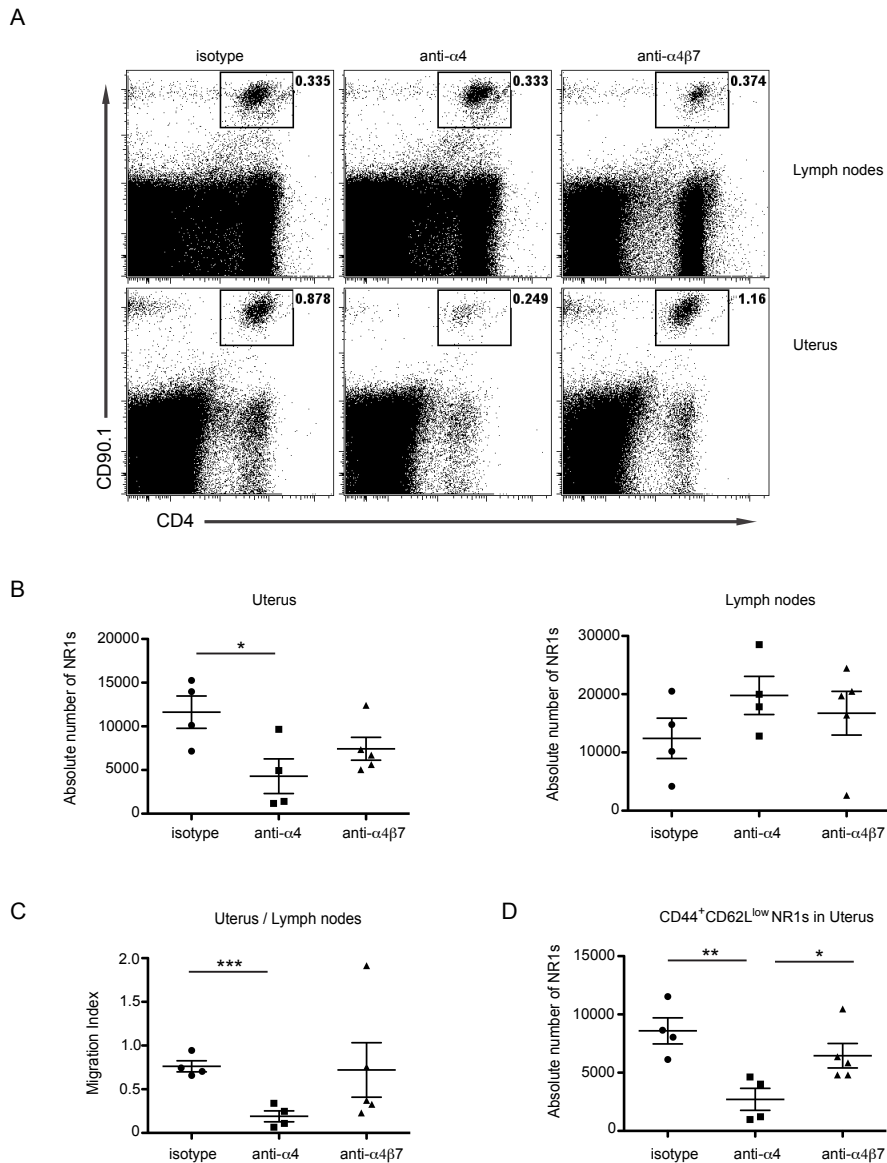 A
isotype
anti-α4
anti-α4β7
0.335
0.333
0.374
Lymph nodes
0.878
0.249
1.16
Uterus
CD90.1
CD4
B
Uterus
Absolute number of NR1s
20000
15000
10000
5000
0
*
isotype
anti-α4
anti-α4β7
Lymph nodes
Absolute number of NR1s
30000
20000
10000
0
isotype
anti-α4
anti-α4β7
C
Uterus / Lymph nodes
Migration Index
2.0
1.5
1.0
0.5
0.0
***
isotype
anti-α4
anti-α4β7
D
CD44⁺CD62Lˡᵒʷ NR1s in Uterus
Absolute number of NR1s
15000
10000
5000
0
**
*
isotype
anti-α4
anti-α4β7